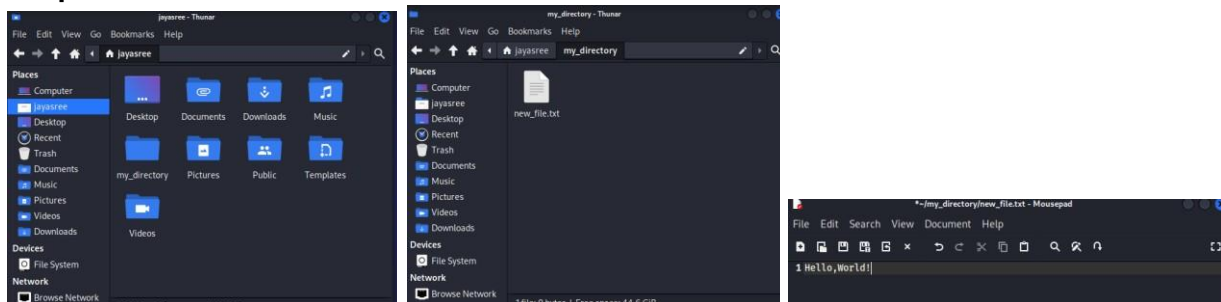 jayasree - Thunar
File Edit View Go Bookmarks Help
jayasree
Places
Computer
jayasree
Desktop
Recent
Trash
Documents
Music
Pictures
Videos
Downloads
Devices
File System
Network
Browse Network
Desktop Documents Downloads Music
my_directory Pictures Public Templates
Videos
my_directory - Thunar
File Edit View Go Bookmarks Help
jayasree my_directory
Places
Computer
jayasree
Desktop
Recent
Trash
Documents
Music
Pictures
Videos
Downloads
Devices
File System
Network
Browse Network
new_file.txt
*~/my_directory/new_file.txt - Mousepad
File Edit Search View Document Help
1 Hello,World!